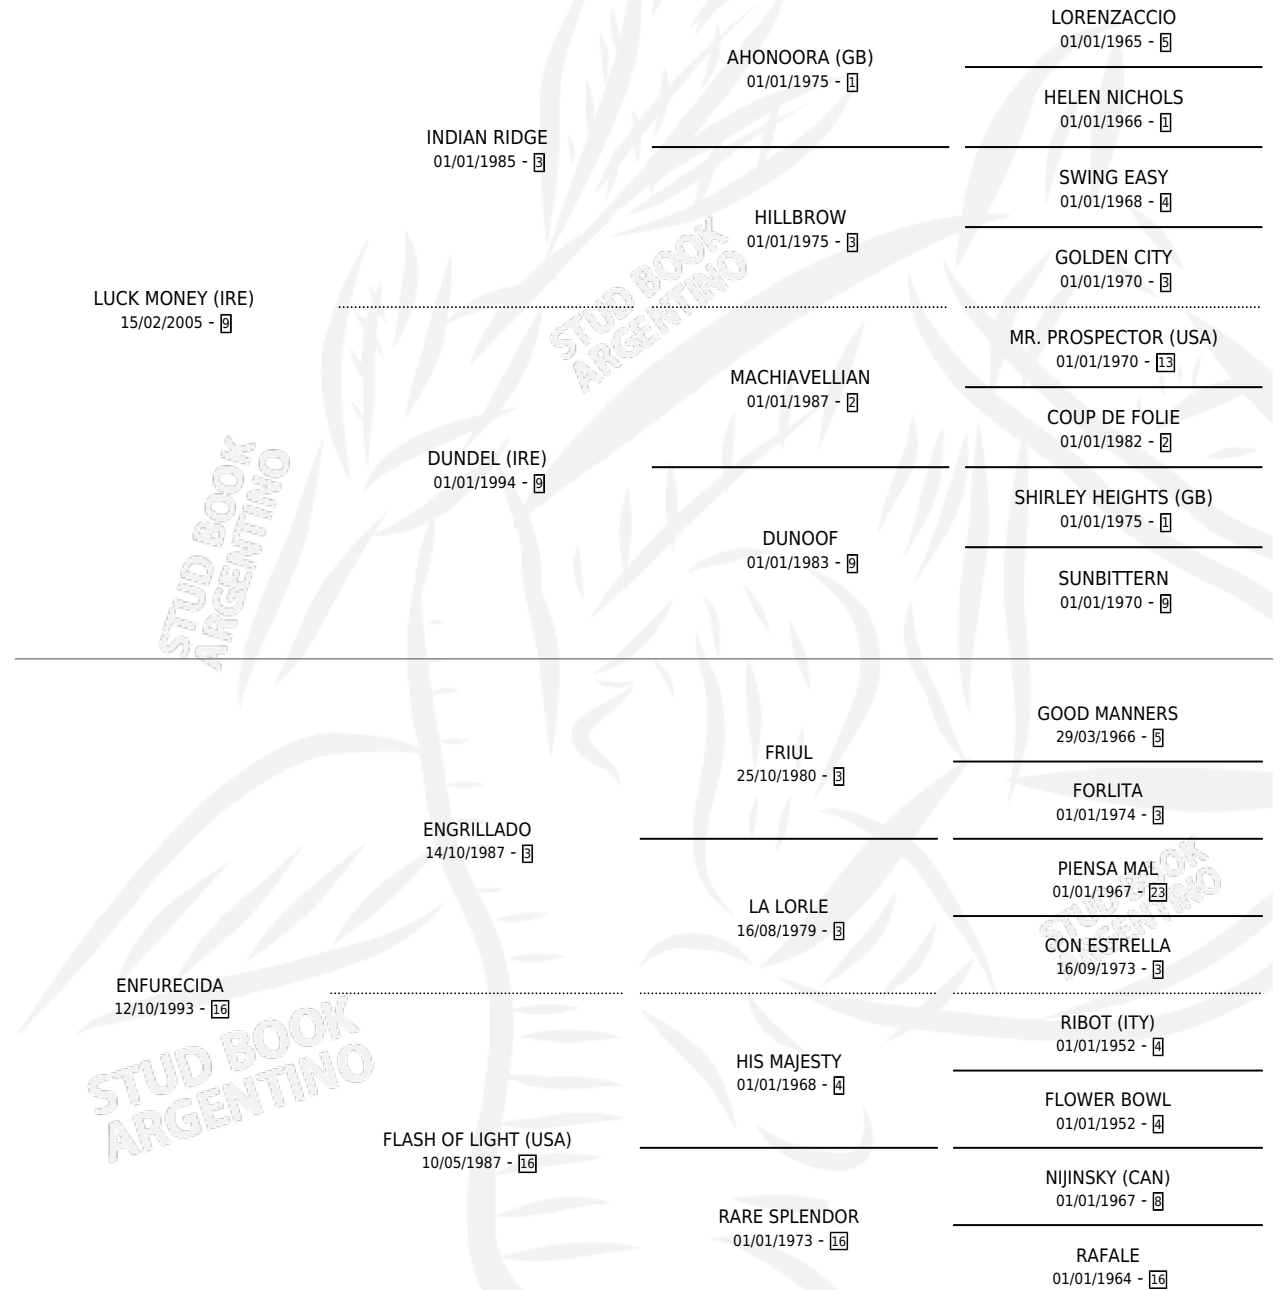 LORENZACCIO
01/01/1965 - 5
AHONOORA (GB)
01/01/1975 - 1
HELEN NICHOLS
01/01/1966 - 1
INDIAN RIDGE
01/01/1985 - 3
SWING EASY
01/01/1968 - 4
HILLBROW
01/01/1975 - 3
GOLDEN CITY
01/01/1970 - 3
LUCK MONEY (IRE)
15/02/2005 - 9
MR. PROSPECTOR (USA)
01/01/1970 - 13
MACHIAVELLIAN
01/01/1987 - 2
COUP DE FOLIE
01/01/1982 - 2
DUNDEL (IRE)
01/01/1994 - 9
SHIRLEY HEIGHTS (GB)
01/01/1975 - 1
DUNOOF
01/01/1983 - 9
SUNBITTERN
01/01/1970 - 9
STUD BOOK
ARGENTINO
STUD BOOK
ARGENTINO
GOOD MANNERS
29/03/1966 - 5
FRIUL
25/10/1980 - 3
FORLITA
01/01/1974 - 3
ENGRILLADO
14/10/1987 - 3
PIENSA MAL
01/01/1967 - 23
LA LORLE
16/08/1979 - 3
CON ESTRELLA
16/09/1973 - 3
ENFURECIDA
12/10/1993 - 16
RIBOT (ITY)
01/01/1952 - 4
HIS MAJESTY
01/01/1968 - 4
FLOWER BOWL
01/01/1952 - 4
FLASH OF LIGHT (USA)
10/05/1987 - 16
NIJINSKY (CAN)
01/01/1967 - 8
RARE SPLENDOR
01/01/1973 - 16
RAFALE
01/01/1964 - 16
STUD BOOK
ARGENTINO
STUD BOOK
ARGENTINO